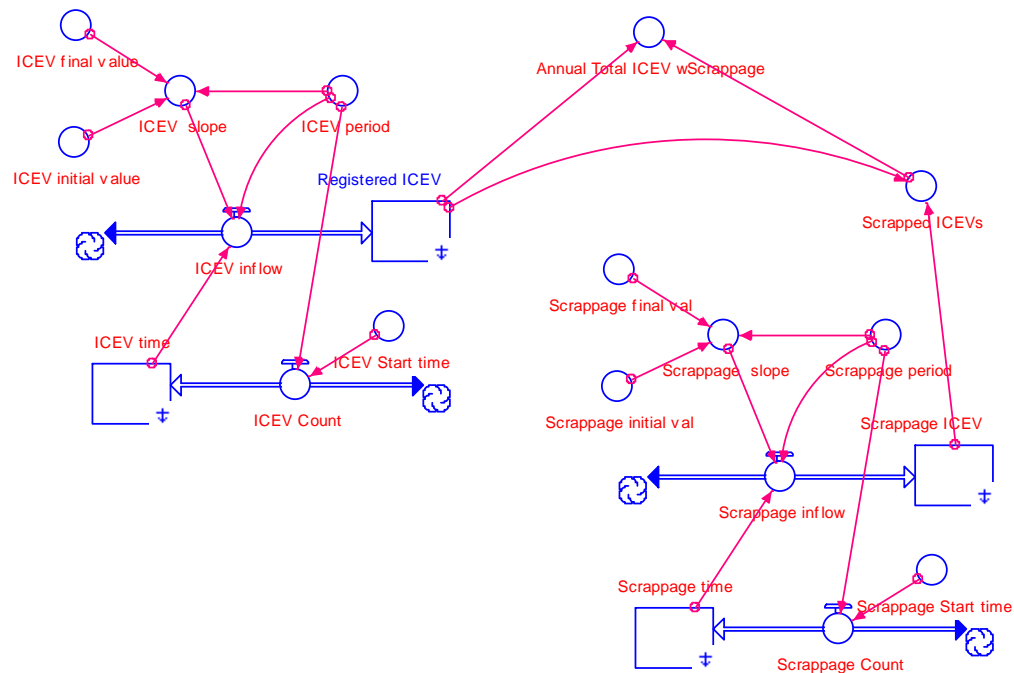 ICEV final value
Annual Total ICEV wScrappage
ICEV slope
ICEV period
ICEV initial value
Registered ICEV
Scrapped ICEVs
ICEV inflow
Scrappage final val
ICEV time
ICEV Start time
Scrappage slope
Scrappage period
ICEV Count
Scrappage initial val
Scrappage ICEV
Scrappage inflow
Scrappage time
Scrappage Start time
Scrappage Count